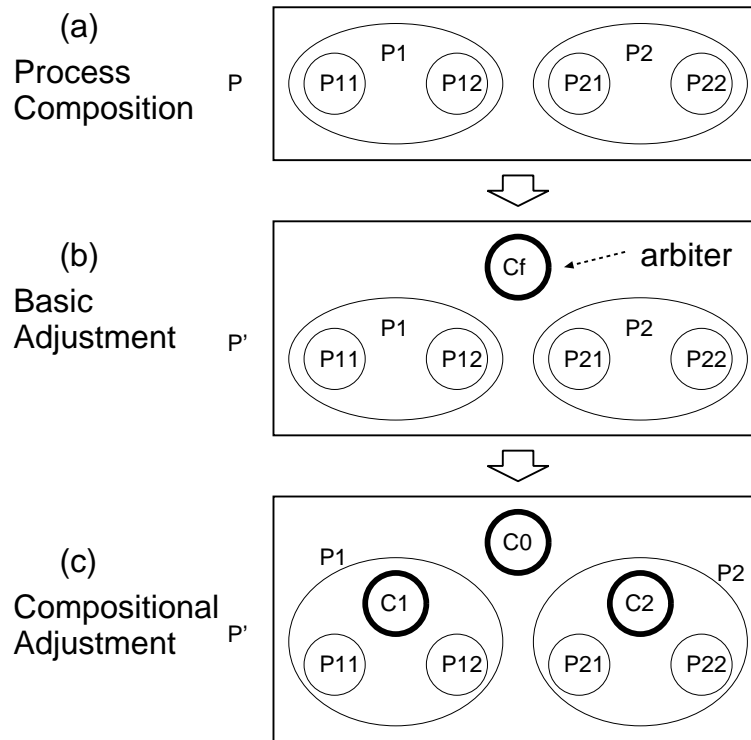 (a)
Process
Composition
P
P1
P11
P12
P2
P21
P22
(b)
Basic
Adjustment
P'
Cf
arbiter
P1
P11
P12
P2
P21
P22
(c)
Compositional
Adjustment
P'
C0
P1
C1
P11
P12
P2
C2
P21
P22